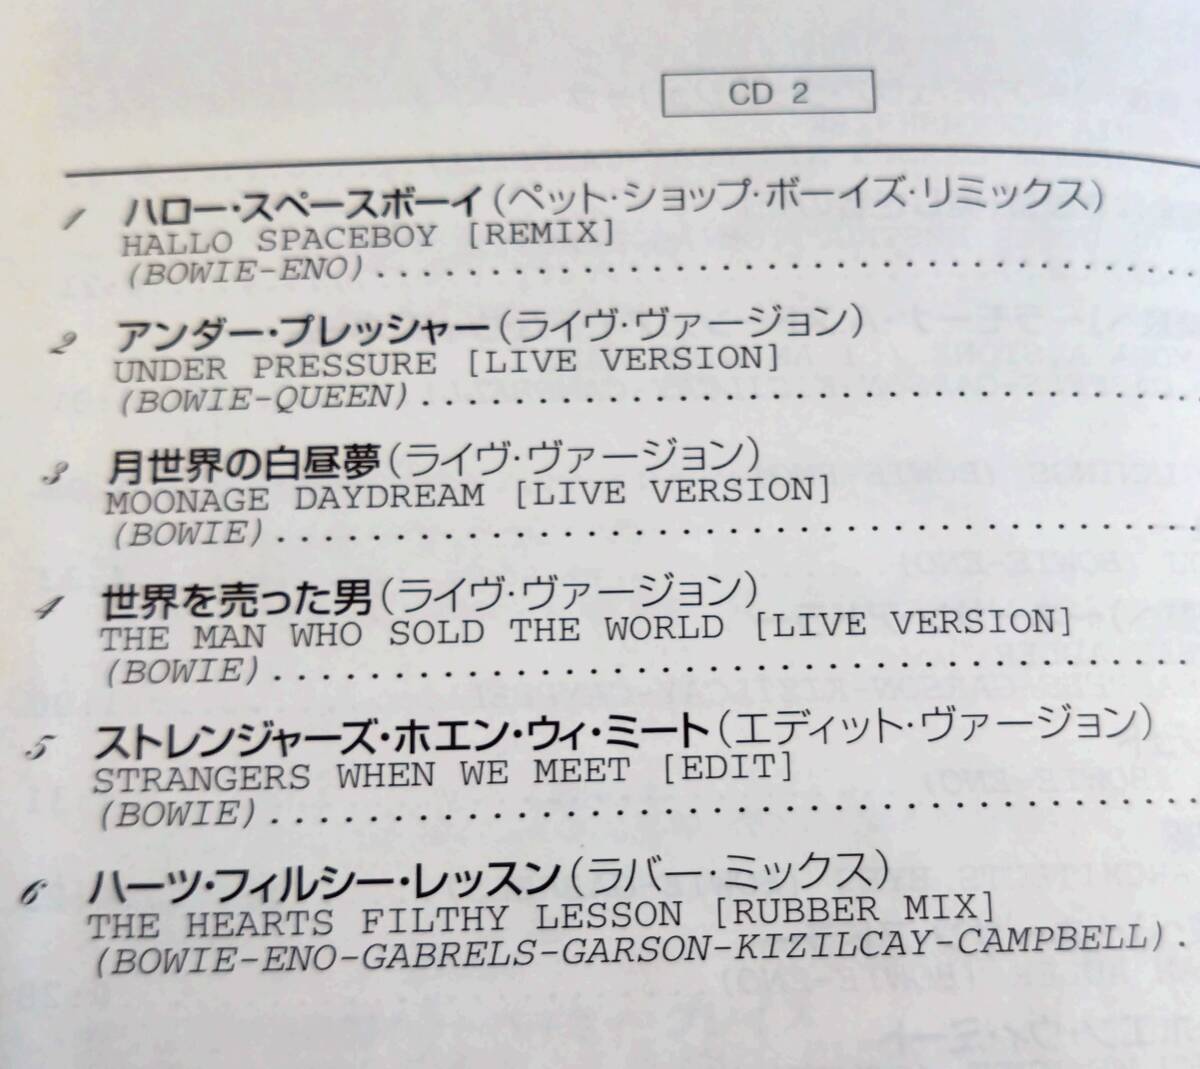 CD 2
1 ハロー・スペースボーイ(ペット・ショップ・ボーイズ・リミックス)
HALLO SPACEBOY [REMIX]
(BOWIE-ENO)
2 アンダー・プレッシャー(ライヴ・ヴァージョン)
UNDER PRESSURE [LIVE VERSION]
(BOWIE-QUEEN)
3 月世界の白昼夢(ライヴ・ヴァージョン)
MOONAGE DAYDREAM [LIVE VERSION]
(BOWIE)
4 世界を売った男(ライヴ・ヴァージョン)
THE MAN WHO SOLD THE WORLD [LIVE VERSION]
(BOWIE)
5 ストレンジャーズ・ホエン・ウィ・ミート(エディット・ヴァージョン)
STRANGERS WHEN WE MEET [EDIT]
(BOWIE)
6 ハーツ・フィルシー・レッスン(ラバー・ミックス)
THE HEARTS FILTHY LESSON [RUBBER MIX]
(BOWIE-ENO-GABRELS-GARSON-KIZILCAY-CAMPBELL)